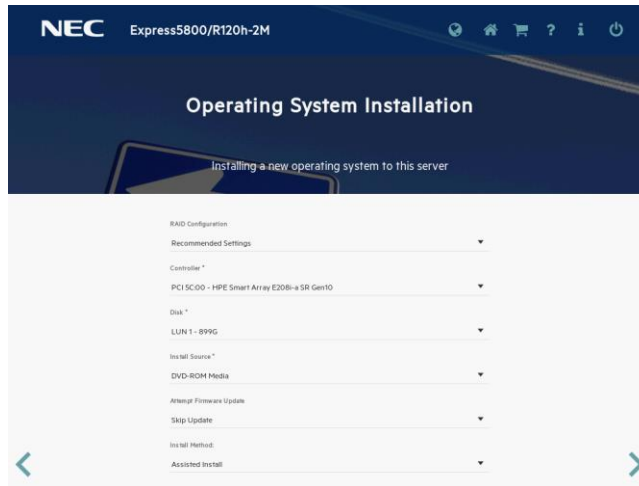 NEC Express5800/R120h-2M
Operating System Installation
Installing a new operating system to this server
RAID Configuration
Recommended Settings
Controller *
PCI 5C:00 - HPE Smart Array E208i-a SR Gen10
Disk *
LUN 1 - 899G
Install Source *
DVD-ROM Media
Attempt Firmware Update
Skip Update
Install Method:
Assisted Install